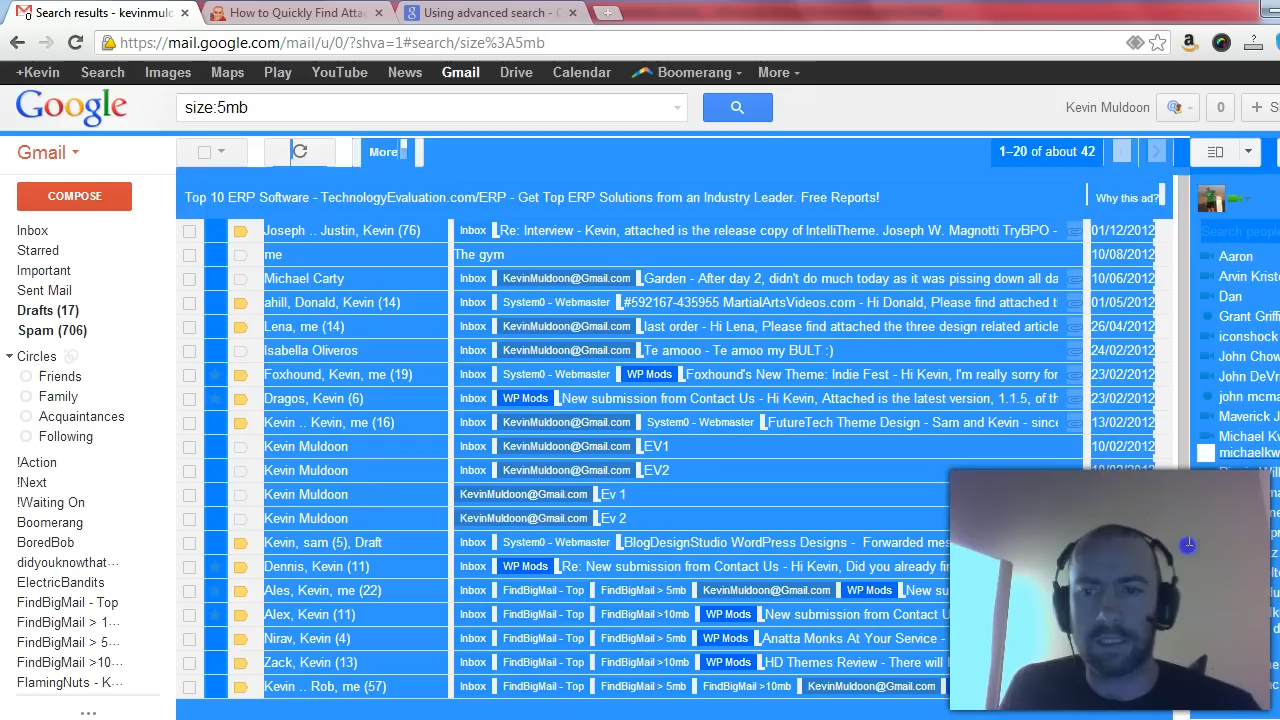 Search results - kevinmuld
How to Quickly Find Atta
Using advanced search -
https://mail.google.com/mail/u/0/?shva=1#search/size%3A5mb
+Kevin Search Images Maps Play YouTube News Gmail Drive Calendar Boomerang More
Google
size:5mb
Kevin Muldoon
0
+
Gmail
More
1–20 of about 42
COMPOSE
Top 10 ERP Software - TechnologyEvaluation.com/ERP - Get Top ERP Solutions from an Industry Leader. Free Reports!
Why this ad?
Inbox
Starred
Important
Sent Mail
Drafts (17)
Spam (706)
Circles
Friends
Family
Acquaintances
Following
!Action
!Next
!Waiting On
Boomerang
BoredBob
didyouknowthat…
ElectricBandits
FindBigMail - Top
FindBigMail > 1…
FindBigMail > 5…
FindBigMail >10…
FlamingNuts - K…
Joseph .. Justin, Kevin (76) Inbox Re: Interview - Kevin, attached is the release copy of IntelliTheme. Joseph W. Magnotti TryBPO - 01/12/2012
me The gym 10/08/2012
Michael Carty Inbox KevinMuldoon@Gmail.com Garden - After day 2, didn't do much today as it was pissing down all da 10/06/2012
ahill, Donald, Kevin (14) Inbox System0 - Webmaster #592167-435955 MartialArtsVideos.com - Hi Donald, Please find attached t 01/05/2012
Lena, me (14) Inbox KevinMuldoon@Gmail.com last order - Hi Lena, Please find attached the three design related article 26/04/2012
Isabella Oliveros Inbox KevinMuldoon@Gmail.com Te amooo - Te amoo my BULT :) 24/02/2012
Foxhound, Kevin, me (19) Inbox System0 - Webmaster WP Mods Foxhound's New Theme: Indie Fest - Hi Kevin, I'm really sorry for 23/02/2012
Dragos, Kevin (6) Inbox WP Mods New submission from Contact Us - Hi Kevin, Attached is the latest version, 1.1.5, of th 23/02/2012
Kevin .. Kevin, me (16) Inbox KevinMuldoon@Gmail.com System0 - Webmaster FutureTech Theme Design - Sam and Kevin - since 13/02/2012
Kevin Muldoon Inbox KevinMuldoon@Gmail.com EV1 10/02/2012
Kevin Muldoon Inbox KevinMuldoon@Gmail.com EV2 10/02/2012
Kevin Muldoon KevinMuldoon@Gmail.com Ev 1
Kevin Muldoon KevinMuldoon@Gmail.com Ev 2
Kevin, sam (5), Draft Inbox System0 - Webmaster BlogDesignStudio WordPress Designs - Forwarded mes
Dennis, Kevin (11) Inbox WP Mods Re: New submission from Contact Us - Hi Kevin, Did you already fi
Ales, Kevin, me (22) Inbox FindBigMail - Top FindBigMail > 5mb KevinMuldoon@Gmail.com WP Mods New su
Alex, Kevin (11) Inbox FindBigMail - Top FindBigMail >10mb WP Mods New submission from Contact U
Nirav, Kevin (4) Inbox FindBigMail - Top FindBigMail > 5mb WP Mods Anatta Monks At Your Service -
Zack, Kevin (13) Inbox FindBigMail - Top FindBigMail >10mb WP Mods HD Themes Review - There will
Kevin .. Rob, me (57) Inbox FindBigMail - Top FindBigMail > 5mb FindBigMail >10mb KevinMuldoon@Gmail.com
Search people
Aaron
Arvin Kriste
Dan
Grant Griffi
iconshock
John Chow
John DeVr
john mcma
Maverick J
Michael Kv
michaelkw